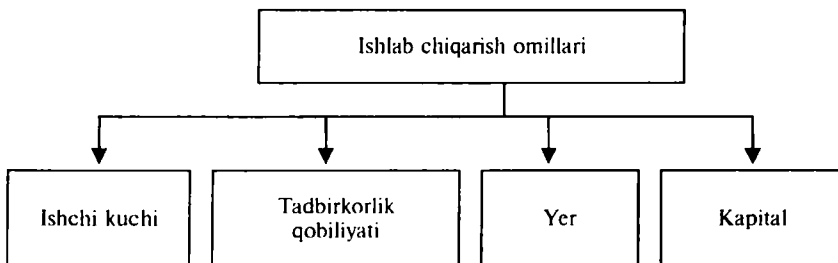 Ishlab chiqarish omillari
Ishchi kuchi
Tadbirkorlik
qobiliyati
Yer
Kapital